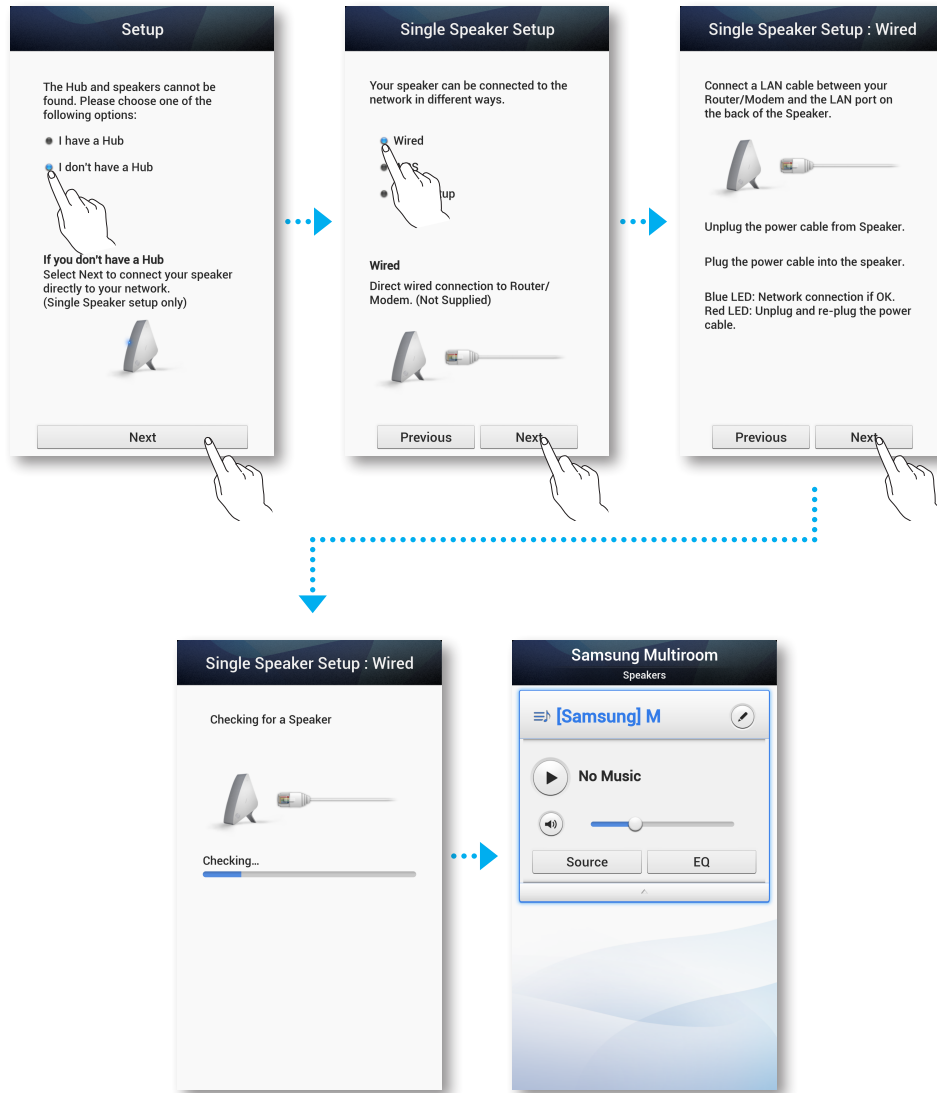 Setup
The Hub and speakers cannot be
found. Please choose one of the
following options:
I have a Hub
I don't have a Hub
If you don't have a Hub
Select Next to connect your speaker
directly to your network.
(Single Speaker setup only)
Next
Single Speaker Setup
Your speaker can be connected to the
network in different ways.
Wired
Wired
Direct wired connection to Router/
Modem. (Not Supplied)
Previous
Next
Single Speaker Setup : Wired
Connect a LAN cable between your
Router/Modem and the LAN port on
the back of the Speaker.
Unplug the power cable from Speaker.
Plug the power cable into the speaker.
Blue LED: Network connection if OK.
Red LED: Unplug and re-plug the power
cable.
Previous
Next
Single Speaker Setup : Wired
Checking for a Speaker
Checking...
Samsung Multiroom
Speakers
[Samsung] M
No Music
Source
EQ